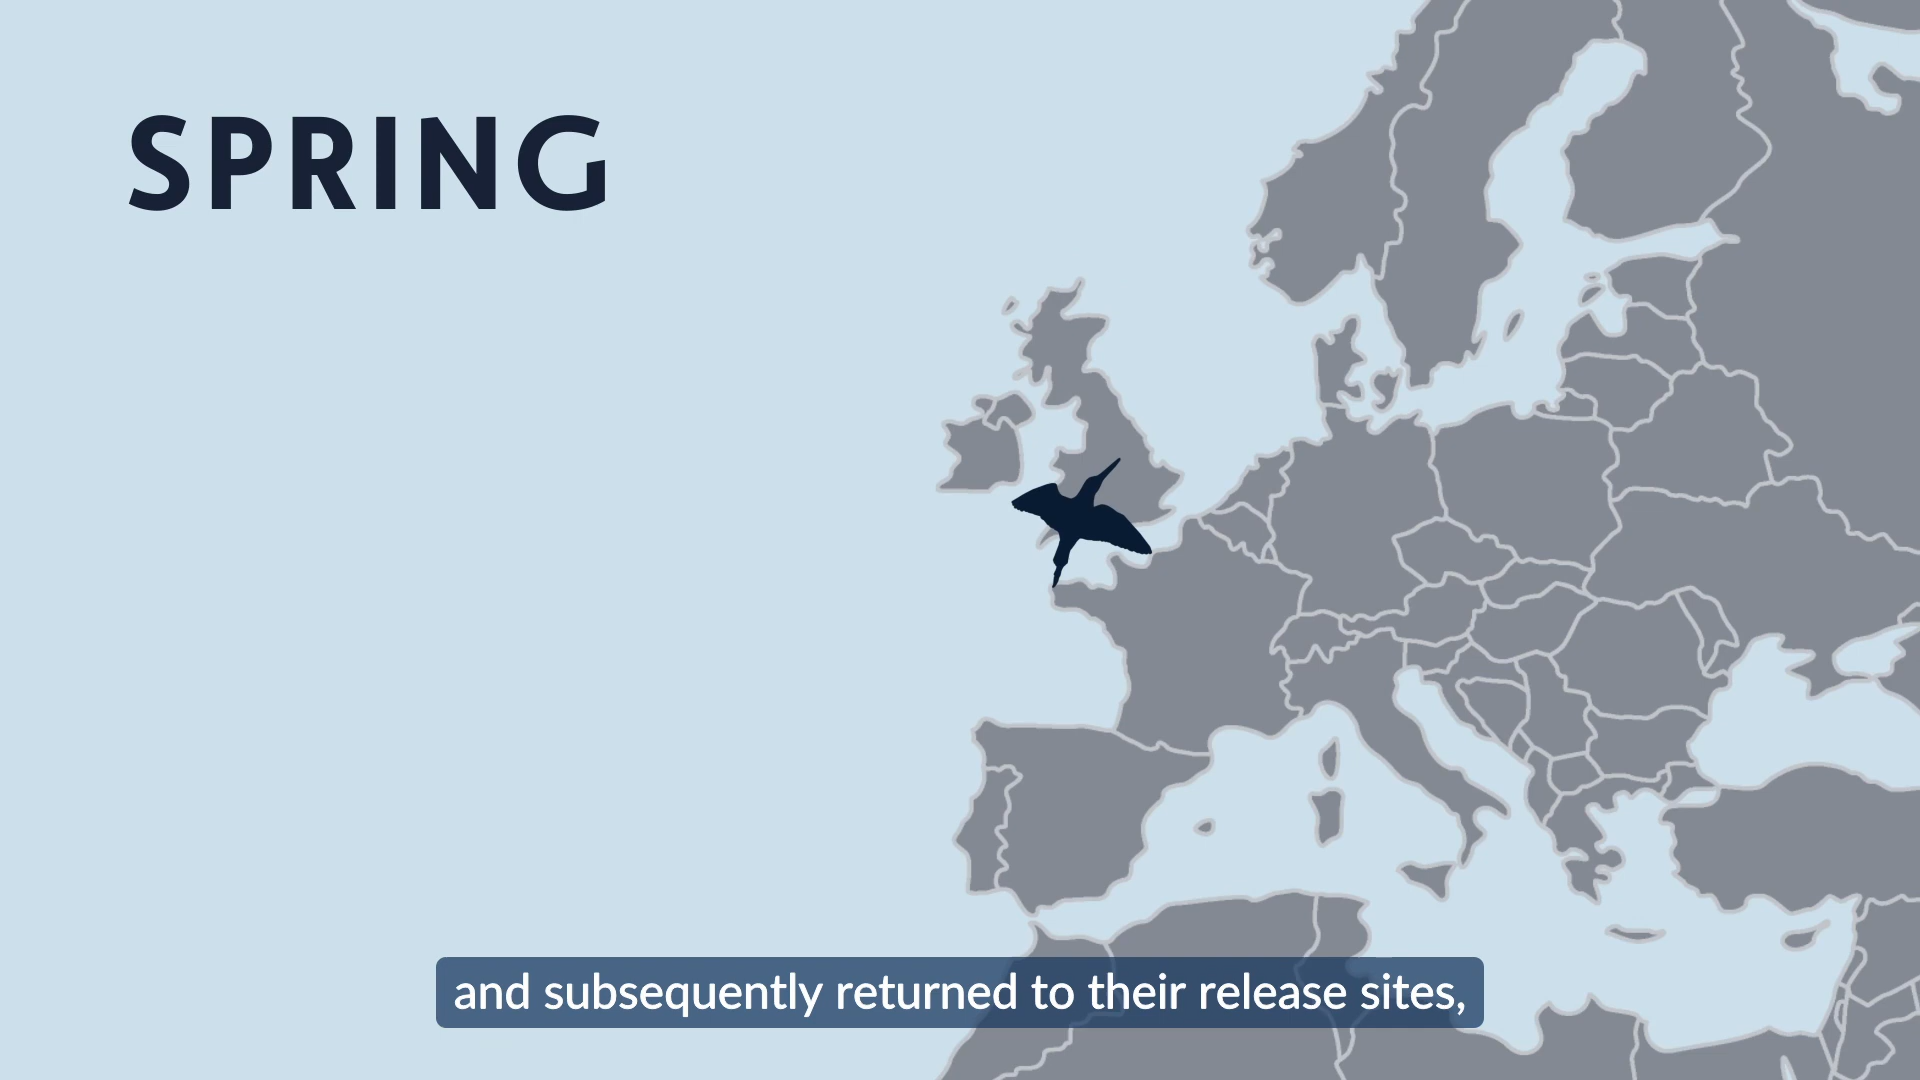 SPRING
and subsequently returned to their release sites,